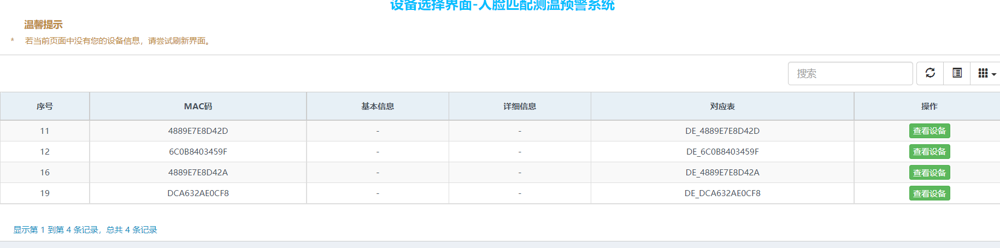 设备选择界面-人脸匹配测温预警系统
温馨提示
* 若当前页面中没有您的设备信息，请尝试刷新界面。
搜索
序号 MAC码 基本信息 详细信息 对应表 操作
11 4889E7E8D42D - - DE_4889E7E8D42D 查看设备
12 6C0B8403459F - - DE_6C0B8403459F 查看设备
16 4889E7E8D42A - - DE_4889E7E8D42A 查看设备
19 DCA632AE0CF8 - - DE_DCA632AE0CF8 查看设备
显示第 1 到第 4 条记录，总共 4 条记录